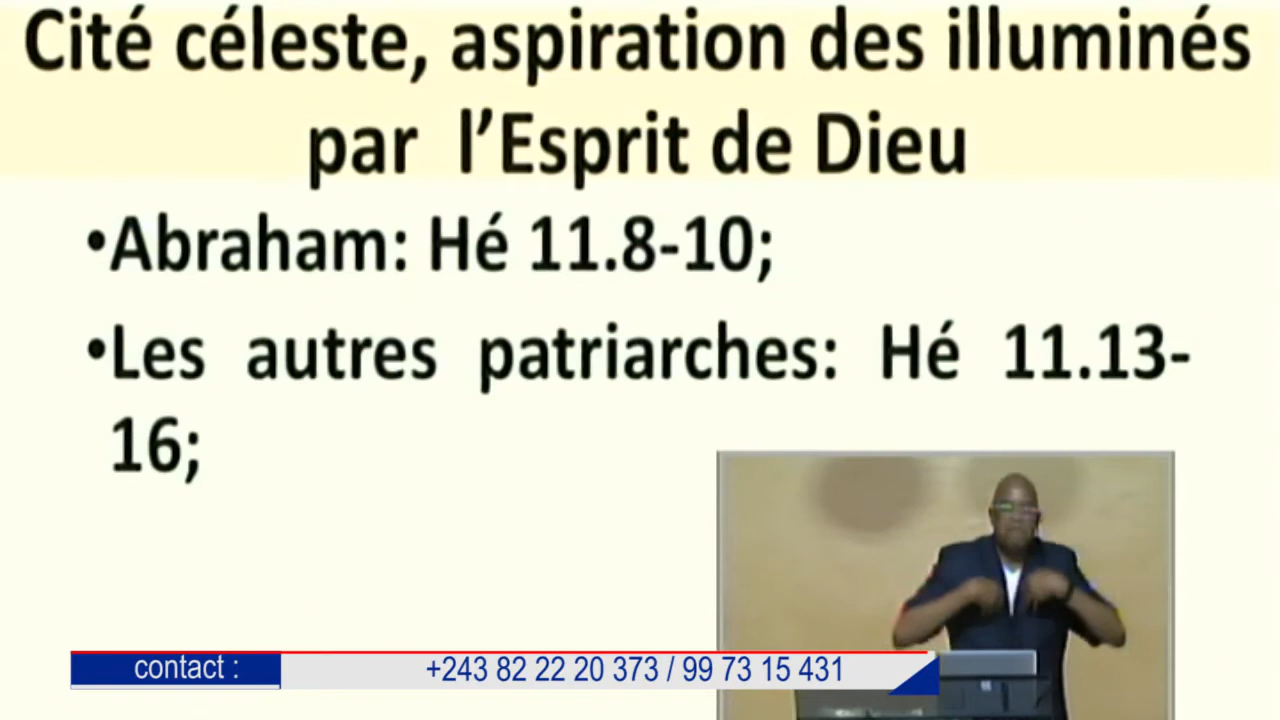 Cité céleste, aspiration des illuminés
par l’Esprit de Dieu
•Abraham: Hé 11.8-10;
•Les autres patriarches: Hé 11.13-
16;
contact : +243 82 22 20 373 / 99 73 15 431